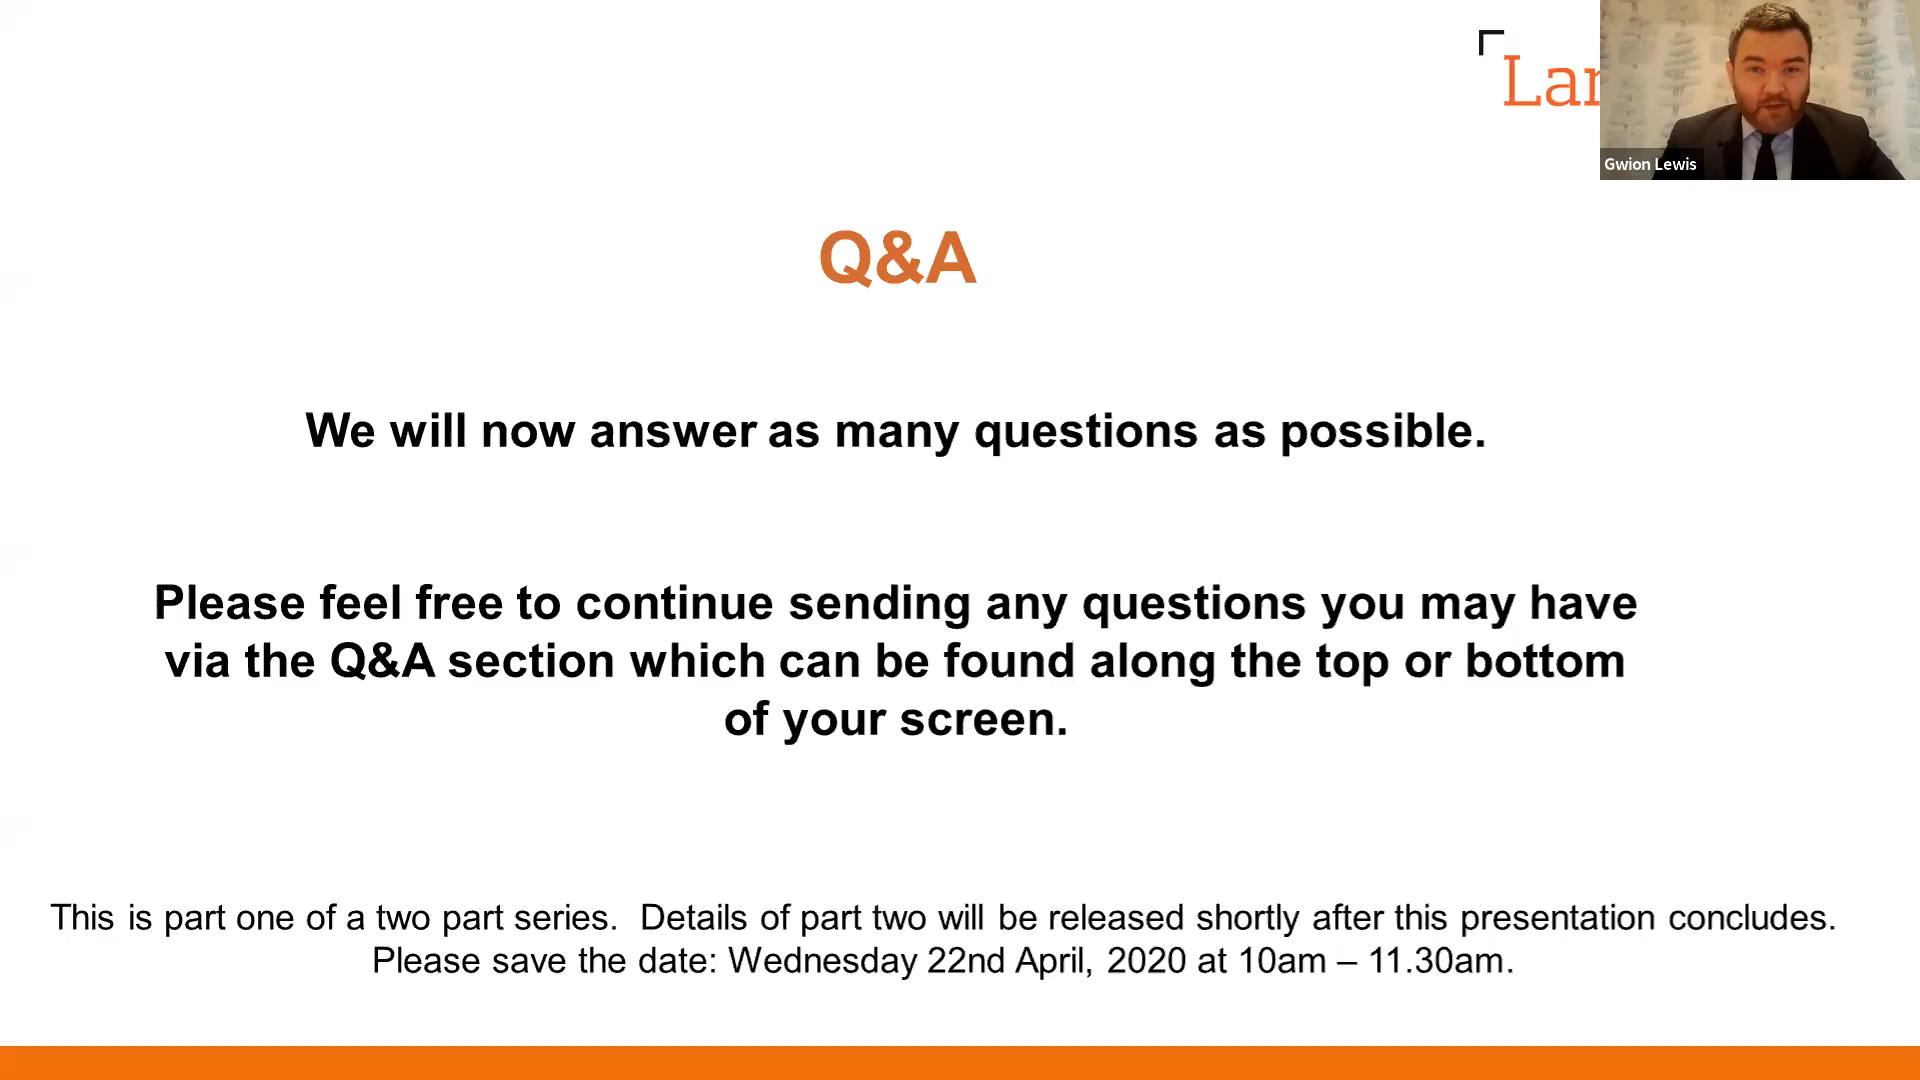 Gwion Lewis
Q&A
We will now answer as many questions as possible.
Please feel free to continue sending any questions you may have
via the Q&A section which can be found along the top or bottom
of your screen.
This is part one of a two part series. Details of part two will be released shortly after this presentation concludes.
Please save the date: Wednesday 22nd April, 2020 at 10am – 11.30am.